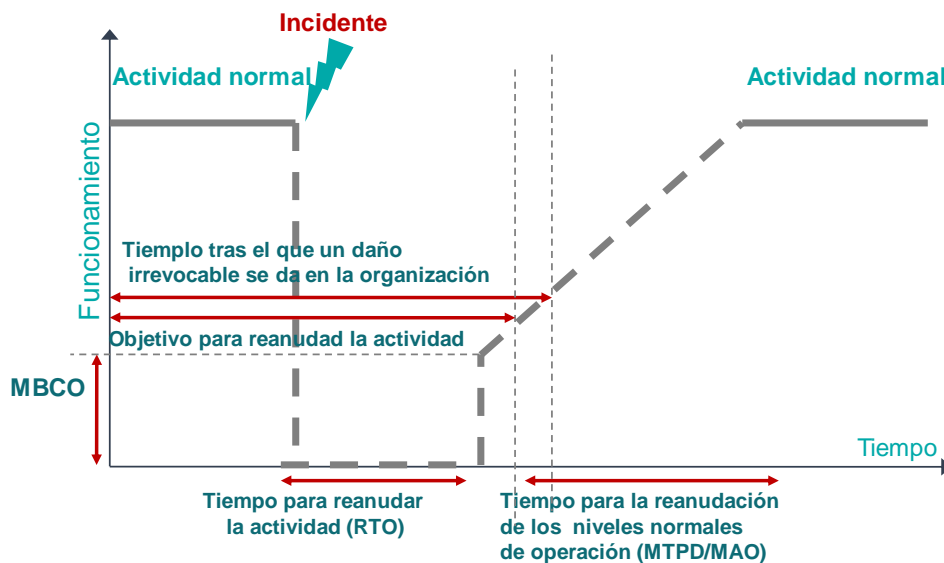 Incidente
Actividad normal
Actividad normal
Funcionamiento
Tiemplo tras el que un daño
irrevocable se da en la organización
Objetivo para reanudad la actividad
MBCO
Tiempo
Tiempo para reanudar
la actividad (RTO)
Tiempo para la reanudación
de los niveles normales
de operación (MTPD/MAO)